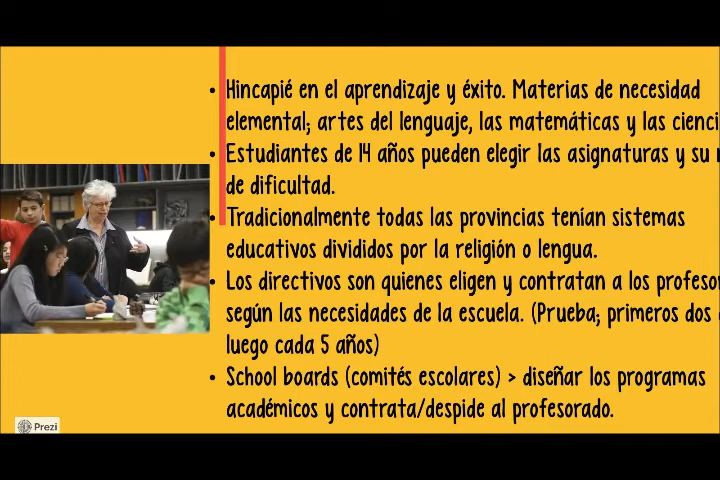 Hincapié en el aprendizaje y éxito. Materias de necesidad
elemental; artes del lenguaje, las matemáticas y las
Estudiantes de 14 años pueden elegir las asignaturas y su
de dificultad.
Tradicionalmente todas las provincias tenían sistemas
educativos divididos por la religión o lengua.
Los directivos son quienes eligen y contratan a los
según las necesidades de la escuela. (Prueba; primeros dos
luego cada 5 años)
School boards (comités escolares) > diseñar los programas
académicos y contrata/despide al profesorado.
Prezi